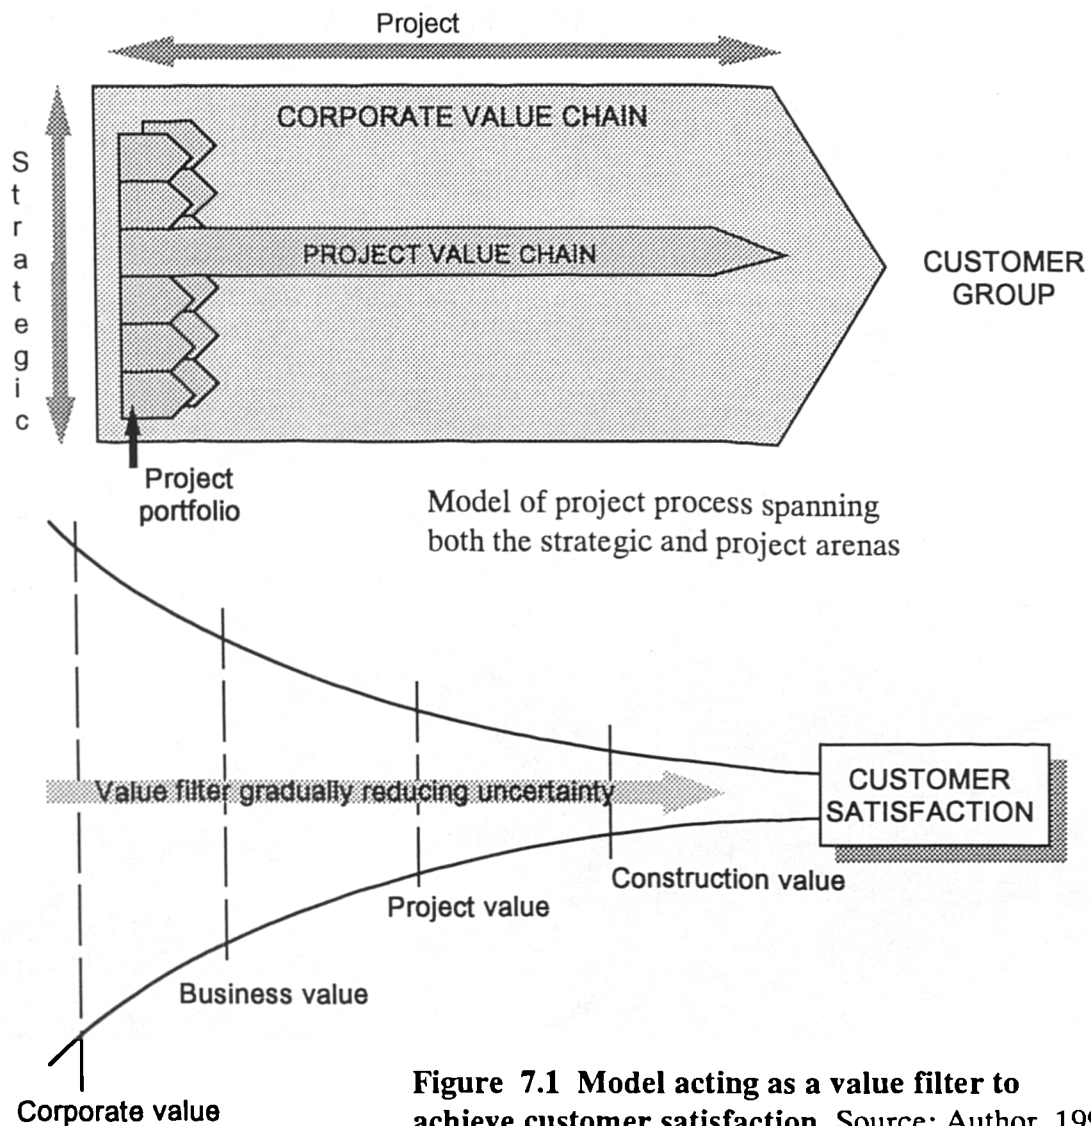 Project
CORPORATE VALUE CHAIN
Strategic
PROJECT VALUE CHAIN
CUSTOMER
GROUP
Project
portfolio
Model of project process spanning
both the strategic and project arenas
Value filter gradually reducing uncertainty
CUSTOMER
SATISFACTION
Construction value
Project value
Business value
Corporate value
Figure 7.1 Model acting as a value filter to
achieve customer satisfaction. Source: Author,